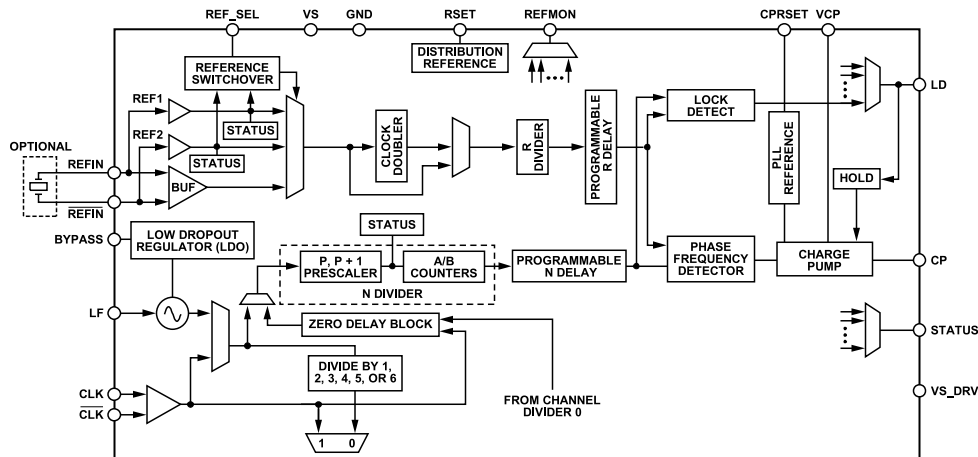 REF_SEL
VS
GND
RSET
REFMON
CPRSET
VCP
DISTRIBUTION
REFERENCE
REFERENCE
SWITCHOVER
REF1
REF2
STATUS
STATUS
BUF
OPTIONAL
REFIN
REFIN
CLOCK
DOUBLER
R
DIVIDER
PROGRAMMABLE
R DELAY
LOCK
DETECT
PLL
REFERENCE
HOLD
LD
BYPASS
LOW DROPOUT
REGULATOR (LDO)
STATUS
P, P + 1
PRESCALER
A/B
COUNTERS
N DIVIDER
PROGRAMMABLE
N DELAY
PHASE
FREQUENCY
DETECTOR
CHARGE
PUMP
CP
LF
ZERO DELAY BLOCK
STATUS
DIVIDE BY 1,
2, 3, 4, 5, OR 6
CLK
CLK
FROM CHANNEL
DIVIDER 0
VS_DRV
1 0